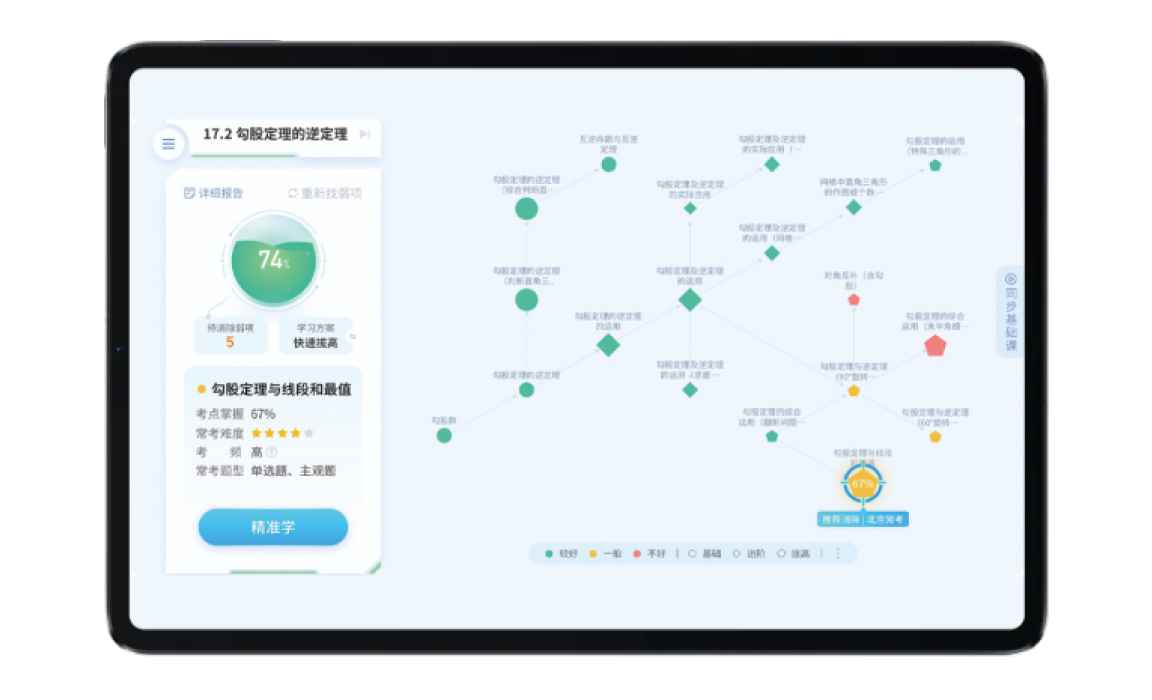 17.2 勾股定理的逆定理
详细报告
重新找弱项
74%
待消除弱项
5
学习方案
快速拔高
勾股定理与线段和最值
考点掌握 67%
常考难度
考 频 高
常考题型 单选题、主观题
精准学
互逆命题与互逆
定理
勾股定理的逆定理
(综合判断直…
勾股定理的逆定理
(判断直角三…
勾股定理的逆定理
的运用
勾股定理的逆定理
勾股数
勾股定理及逆定理
的实际应用(…
勾股定理及逆定理
的实际应用
勾股定理及逆定理
的运用(网格…
勾股定理及逆定理
的运用
勾股定理及逆定理
的运用(求面…
勾股定理的运用
(特殊三角形的…
网格中直角三角形
的作图或个数…
对角互补(含勾
股)
勾股定理的综合
运用(夹半角模…
勾股定理与逆定理
(90°旋转…
勾股定理与逆定理
(60°旋转…
勾股定理的综合
运用(翻折问题…
勾股定理与线段
67%
推荐消除 | 北京常考
较好 一般 不好 | 基础 进阶 拔高 |
同步基础课